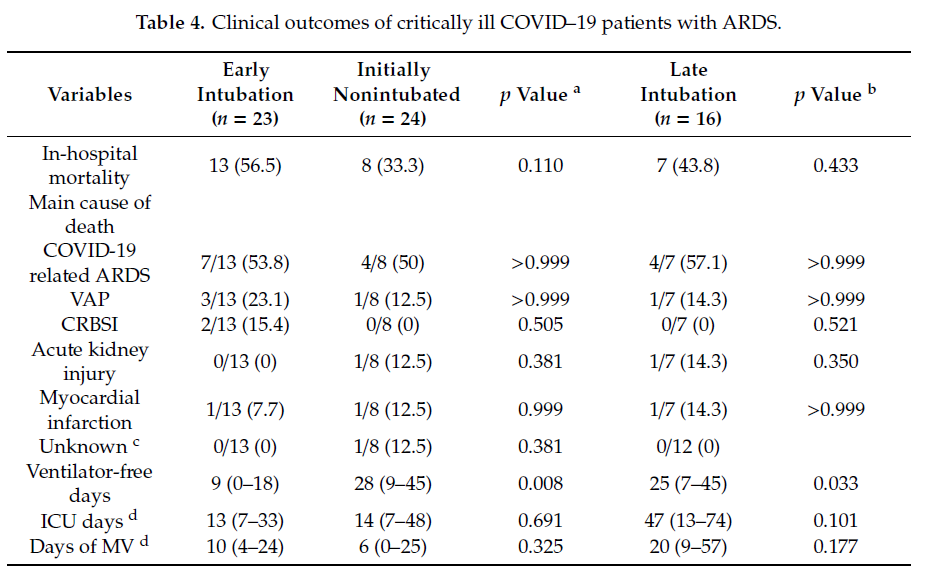 Table 4. Clinical outcomes of critically ill COVID–19 patients with ARDS.
Variables Early Intubation (n = 23) Initially Nonintubated (n = 24) p Value a Late Intubation (n = 16) p Value b
In-hospital mortality 13 (56.5) 8 (33.3) 0.110 7 (43.8) 0.433
Main cause of death
COVID-19 related ARDS 7/13 (53.8) 4/8 (50) >0.999 4/7 (57.1) >0.999
VAP 3/13 (23.1) 1/8 (12.5) >0.999 1/7 (14.3) >0.999
CRBSI 2/13 (15.4) 0/8 (0) 0.505 0/7 (0) 0.521
Acute kidney injury 0/13 (0) 1/8 (12.5) 0.381 1/7 (14.3) 0.350
Myocardial infarction 1/13 (7.7) 1/8 (12.5) 0.999 1/7 (14.3) >0.999
Unknown c 0/13 (0) 1/8 (12.5) 0.381 0/12 (0)
Ventilator-free days 9 (0–18) 28 (9–45) 0.008 25 (7–45) 0.033
ICU days d 13 (7–33) 14 (7–48) 0.691 47 (13–74) 0.101
Days of MV d 10 (4–24) 6 (0–25) 0.325 20 (9–57) 0.177